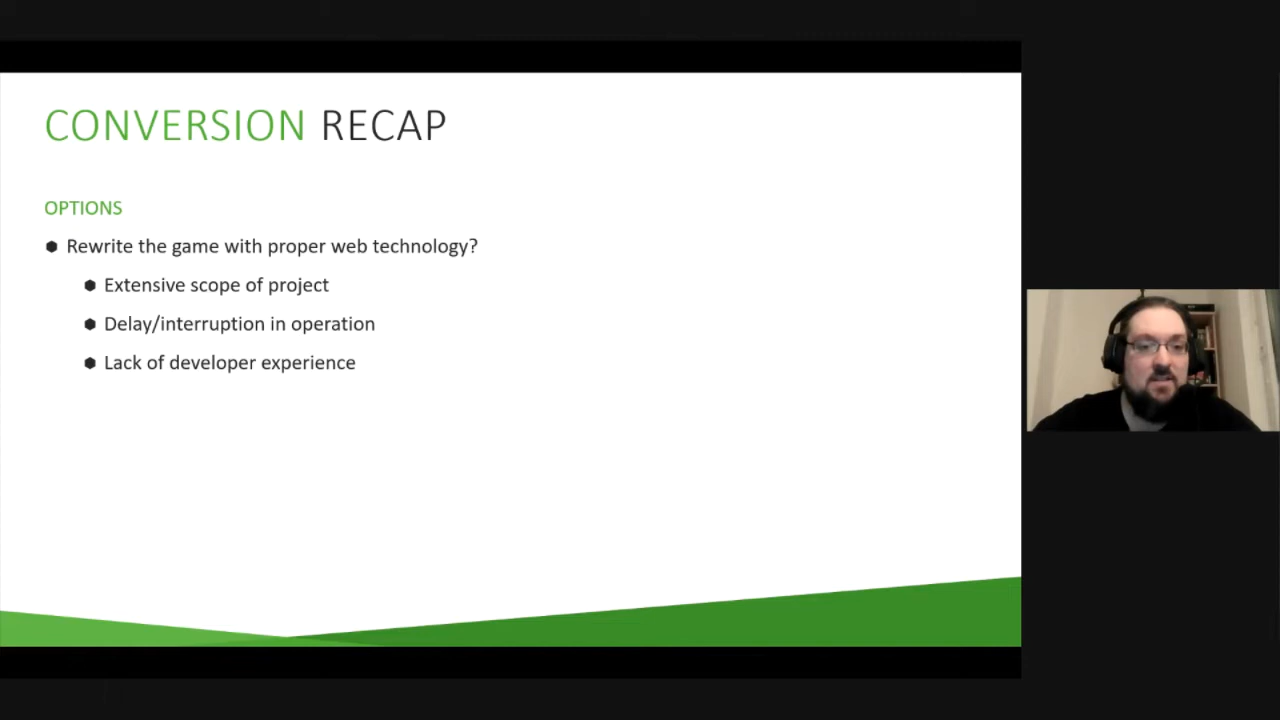 CONVERSION RECAP
OPTIONS
Rewrite the game with proper web technology?
Extensive scope of project
Delay/interruption in operation
Lack of developer experience